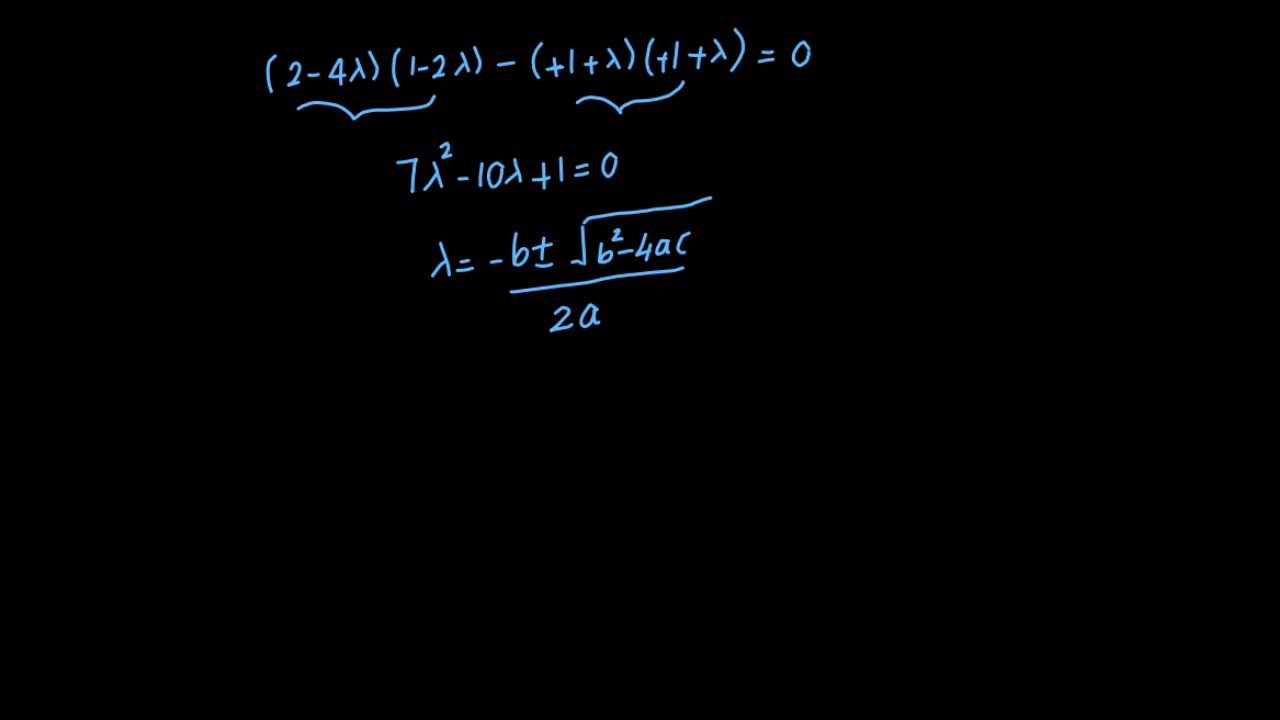 (2-4λ)(1-2λ) - (+1+λ)(+1+λ) = 0
7λ² - 10λ + 1 = 0
λ = -b ± √b²-4ac
2a